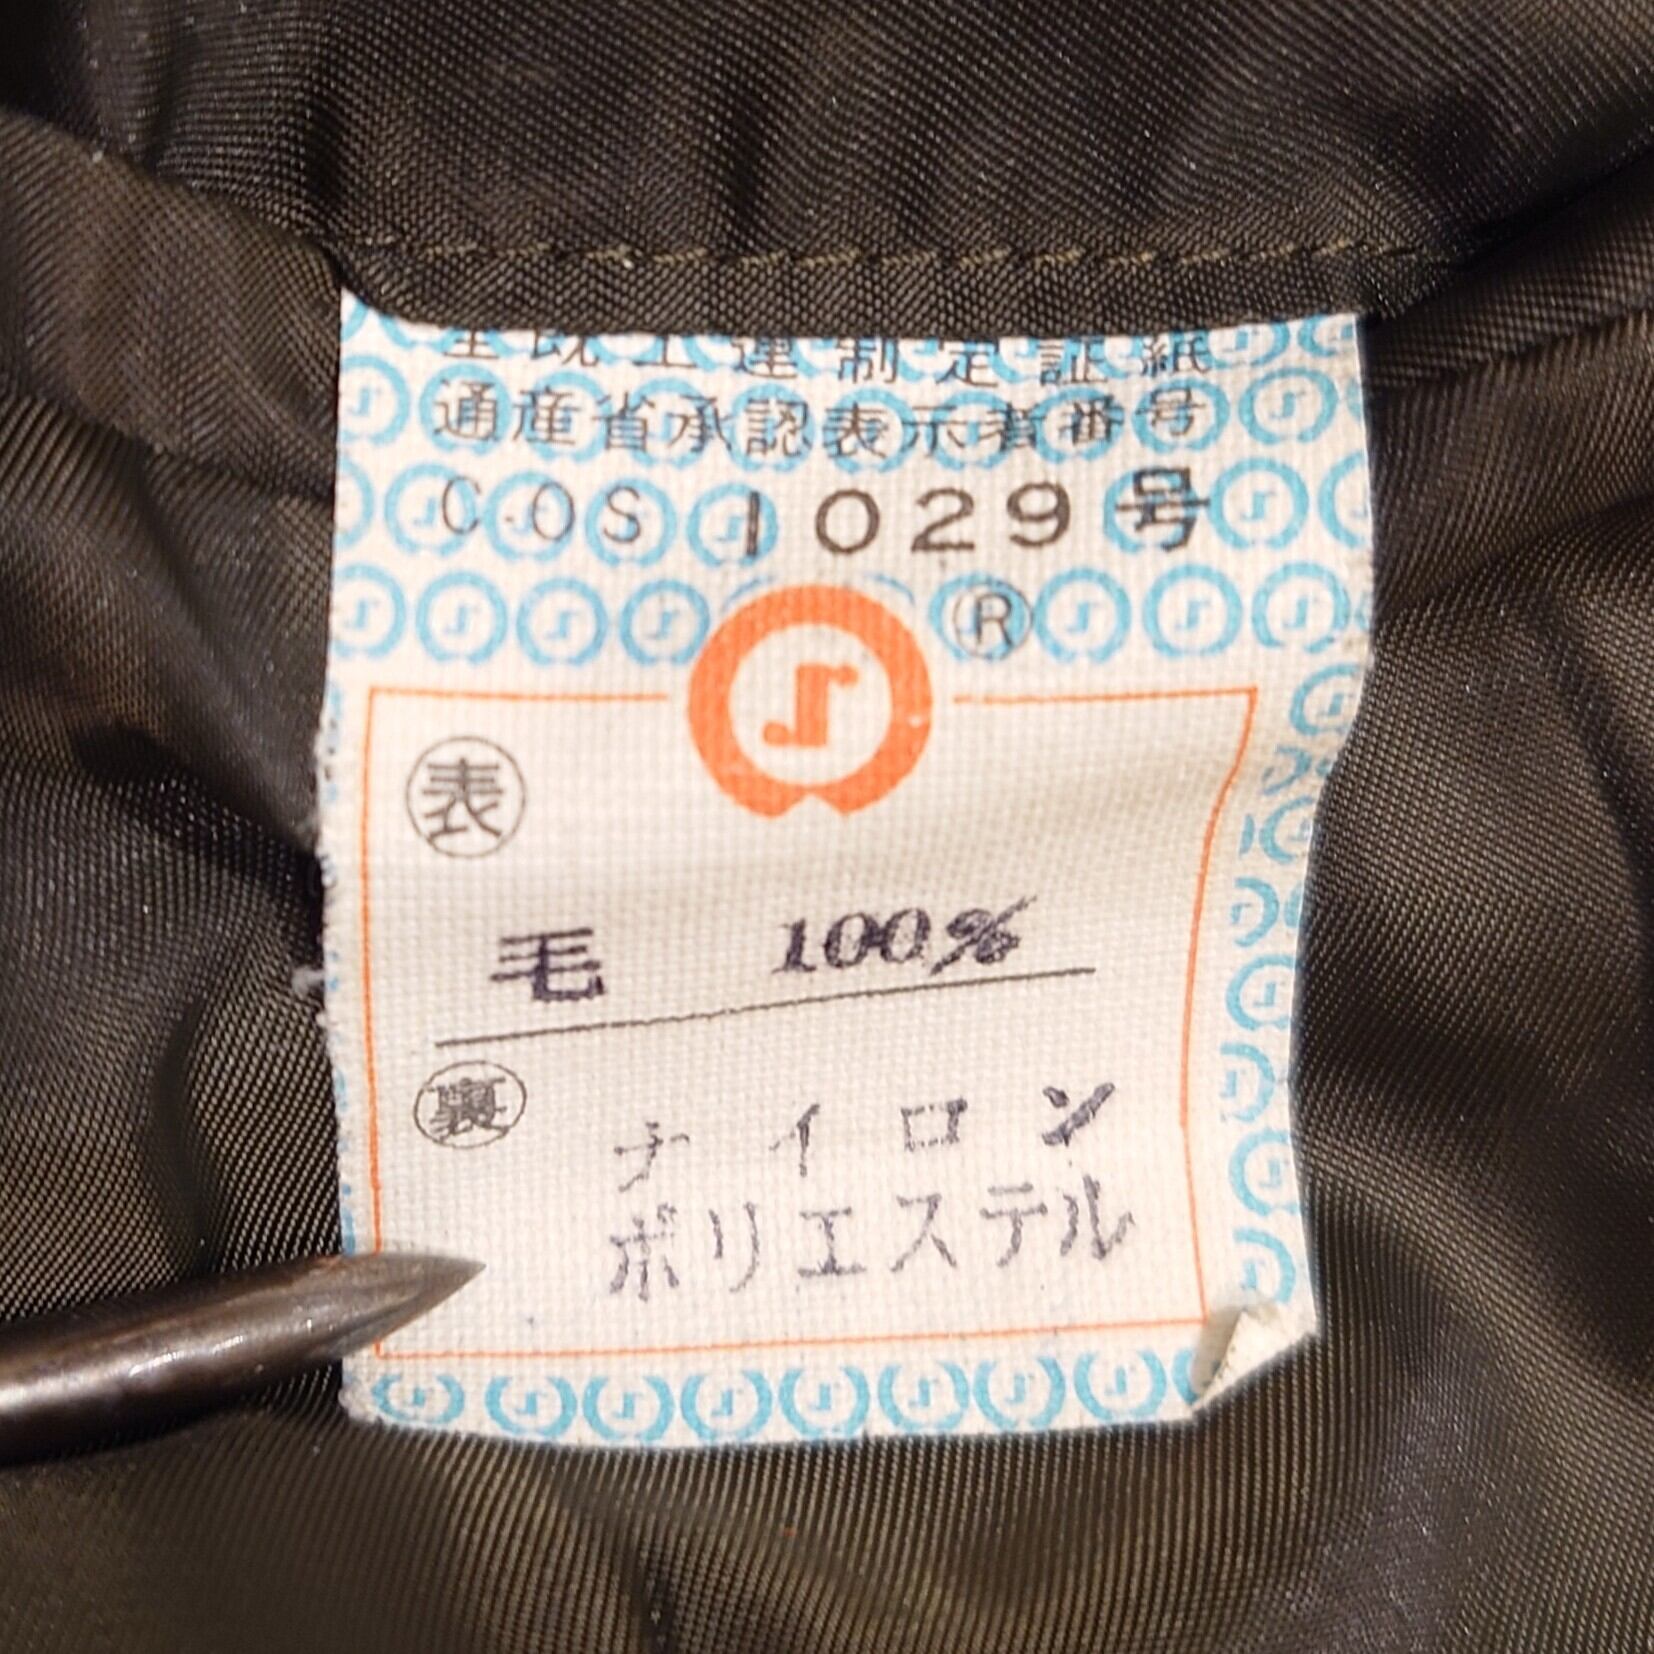 全既工連制定証紙
通産省承認表示者番号
COS 1029号
®
表
毛 100%
裏
ナイロン
ポリエステル